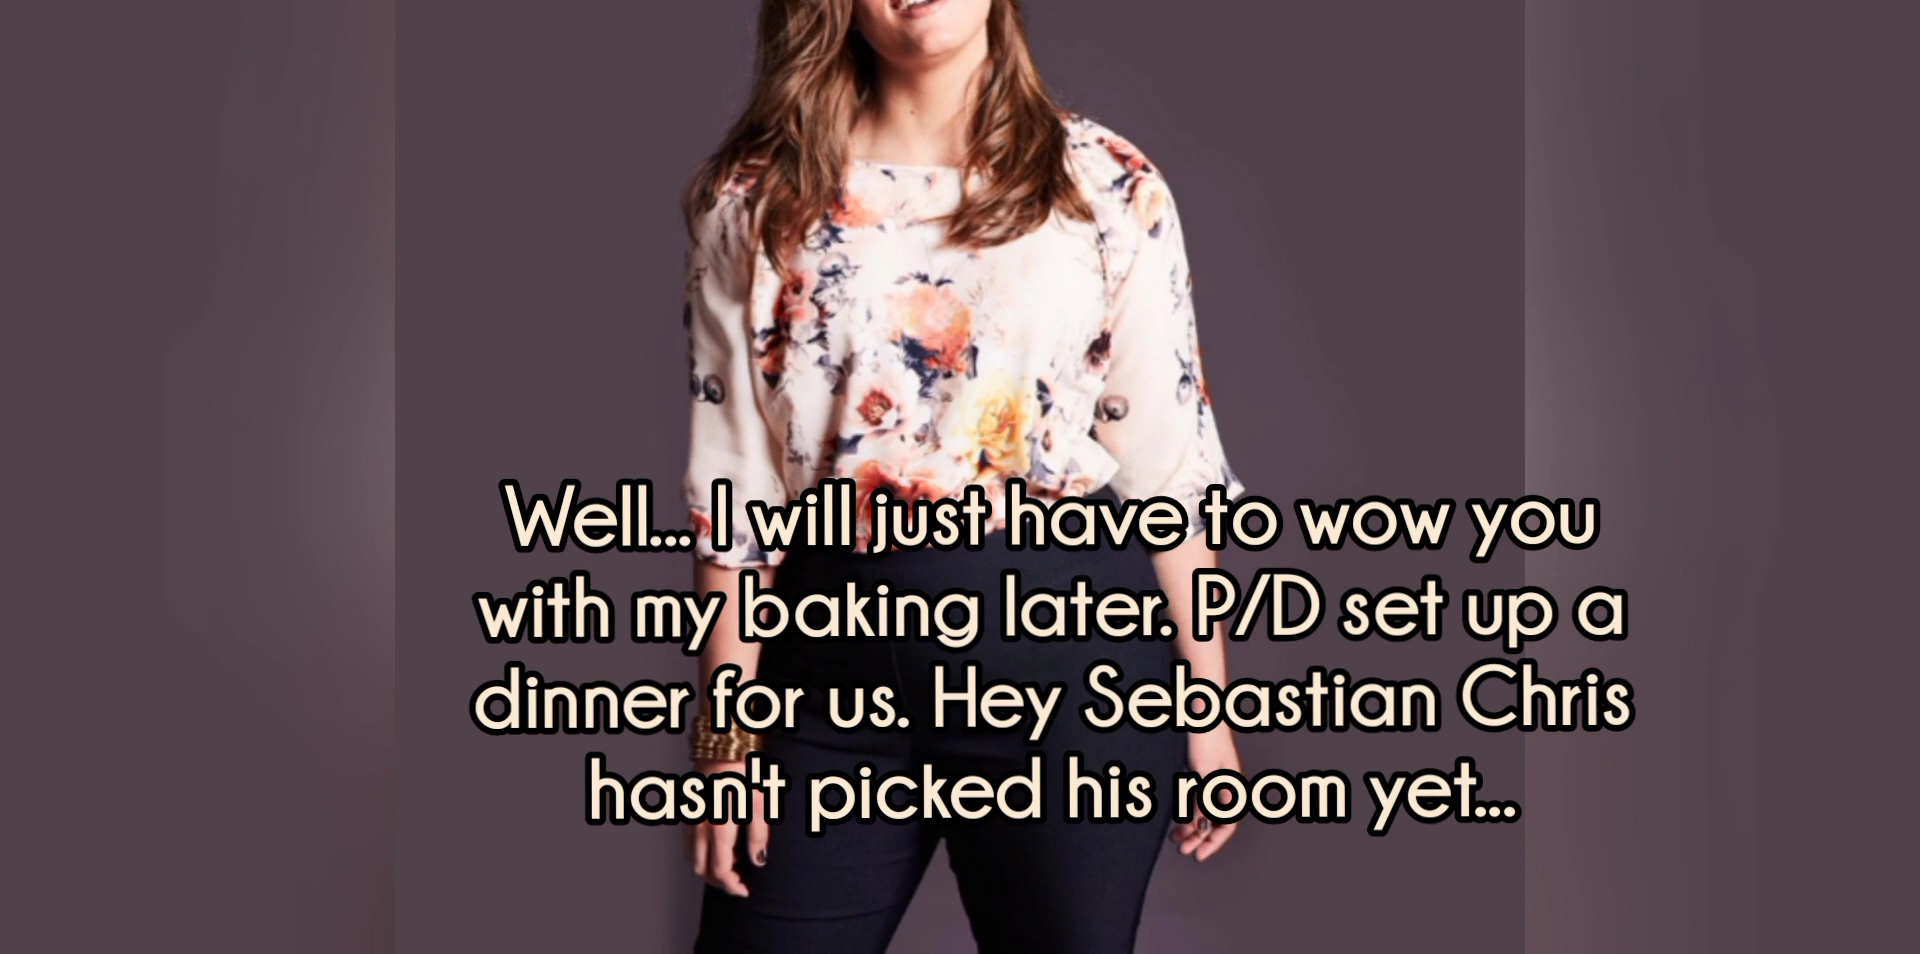 Well... I will just have to wow you
with my baking later. P/D set up a
dinner for us. Hey Sebastian Chris
hasn't picked his room yet...